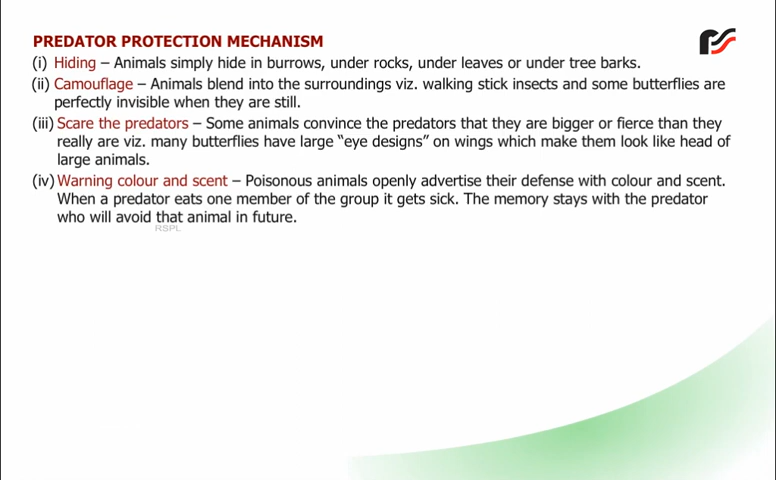 PREDATOR PROTECTION MECHANISM
(i) Hiding – Animals simply hide in burrows, under rocks, under leaves or under tree barks.
(ii) Camouflage – Animals blend into the surroundings viz. walking stick insects and some butterflies are
perfectly invisible when they are still.
(iii) Scare the predators – Some animals convince the predators that they are bigger or fierce than they
really are viz. many butterflies have large “eye designs” on wings which make them look like head of
large animals.
(iv) Warning colour and scent – Poisonous animals openly advertise their defense with colour and scent.
When a predator eats one member of the group it gets sick. The memory stays with the predator
who will avoid that animal in future.
RSPL